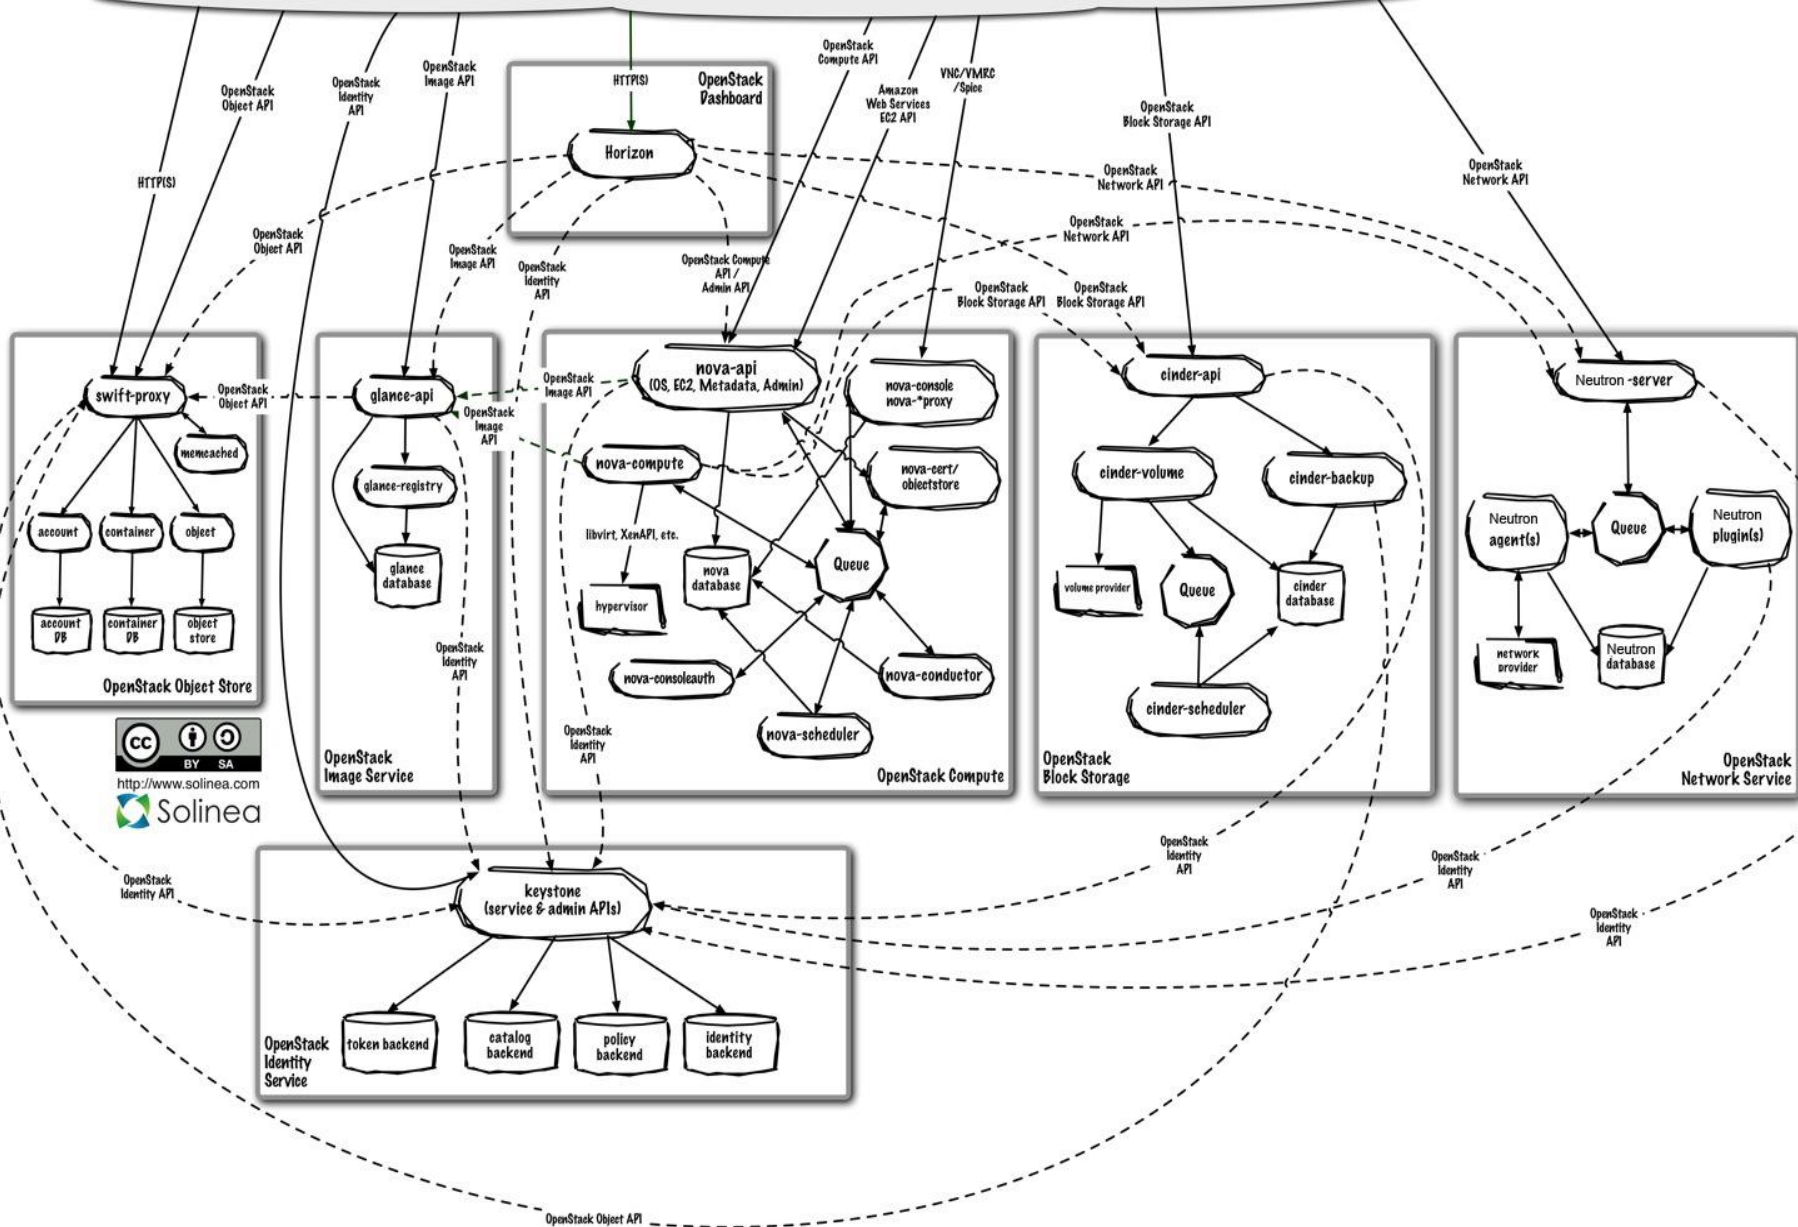 OpenStack
Object API
OpenStack
Identity
API
OpenStack
Image API
HTTP(S)
OpenStack
Dashboard
OpenStack
Compute API
Amazon
Web Services
EC2 API
VNC/VMRC
/Spice
OpenStack
Block Storage API
OpenStack
Network API
HTTP(S)
Horizon
OpenStack
Network API
OpenStack
Object API
OpenStack
Image API
OpenStack
Identity
API
OpenStack Compute
API /
Admin API
OpenStack
Network API
OpenStack
Block Storage API
OpenStack
Block Storage API
swift-proxy
OpenStack
Object API
memcached
account
container
object
account
DB
container
DB
object
store
OpenStack Object Store
glance-api
OpenStack
Image API
OpenStack
Image
API
glance-registry
glance
database
OpenStack
Identity
API
OpenStack
Image Service
nova-api
(OS, EC2, Metadata, Admin)
nova-console
nova-*proxy
nova-compute
nova-cert/
objectstore
libvirt, XenAPI, etc.
hypervisor
nova
database
Queue
nova-consoleauth
nova-conductor
nova-scheduler
OpenStack
Identity
API
OpenStack Compute
cinder-api
cinder-volume
cinder-backup
volume provider
Queue
cinder
database
cinder-scheduler
OpenStack
Block Storage
Neutron -server
Neutron
agent(s)
Queue
Neutron
plugin(s)
network
provider
Neutron
database
OpenStack
Network Service
cc
BY SA
http://www.solinea.com
Solinea
OpenStack
Identity API
keystone
(service & admin APIs)
OpenStack
Identity
API
OpenStack
Identity
API
OpenStack
Identity
API
token backend
catalog
backend
policy
backend
identity
backend
OpenStack
Identity
Service
OpenStack Object API